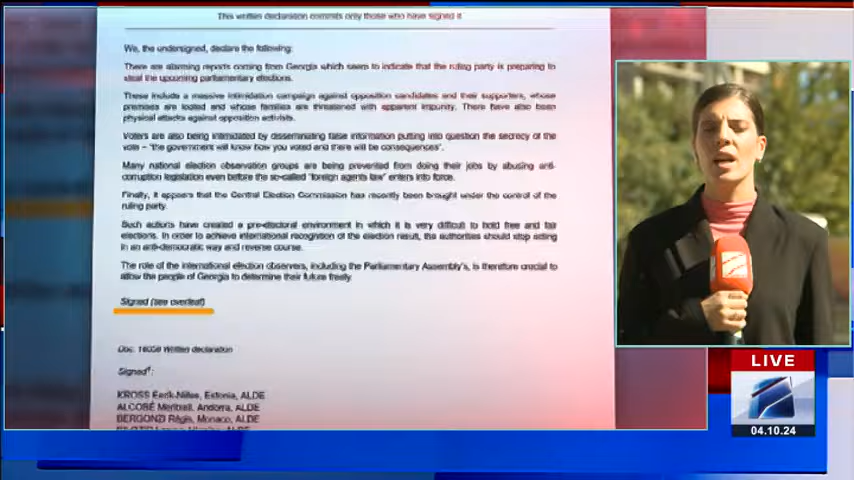 This written declaration commits only those who have signed it
We, the undersigned, declare the following:
There are alarming reports coming from Georgia which seems to indicate that the ruling party is preparing to
steal the upcoming parliamentary elections.
These include a massive intimidation campaign against opposition candidates and their supporters, whose
premises are looted and whose families are threatened with apparent impunity. There have also been
physical attacks against opposition activists.
Voters are also being intimidated by disseminating false information putting into question the secrecy of the
vote – "the government will know how you voted and there will be consequences".
Many national election observation groups are being prevented from doing their jobs by abusing anti-
corruption legislation even before the so-called "foreign agents law" enters into force.
Finally, it appears that the Central Election Commission has recently been brought under the control of the
ruling party.
Such actions have created a pre-electoral environment in which it is very difficult to hold free and fair
elections. In order to achieve international recognition of the election result, the authorities should stop acting
in an anti-democratic way and reverse course.
The role of the international election observers, including the Parliamentary Assembly's, is therefore crucial to
allow the people of Georgia to determine their future freely.
Signed (see overleaf)
Doc. Written declaration
Signed¹:
KROSS Eerik-Niiles, Estonia, ALDE
ALCOBÉ Meritxell, Andorra, ALDE
BERGONZI Régis, Monaco, ALDE
LIVE
04.10.24